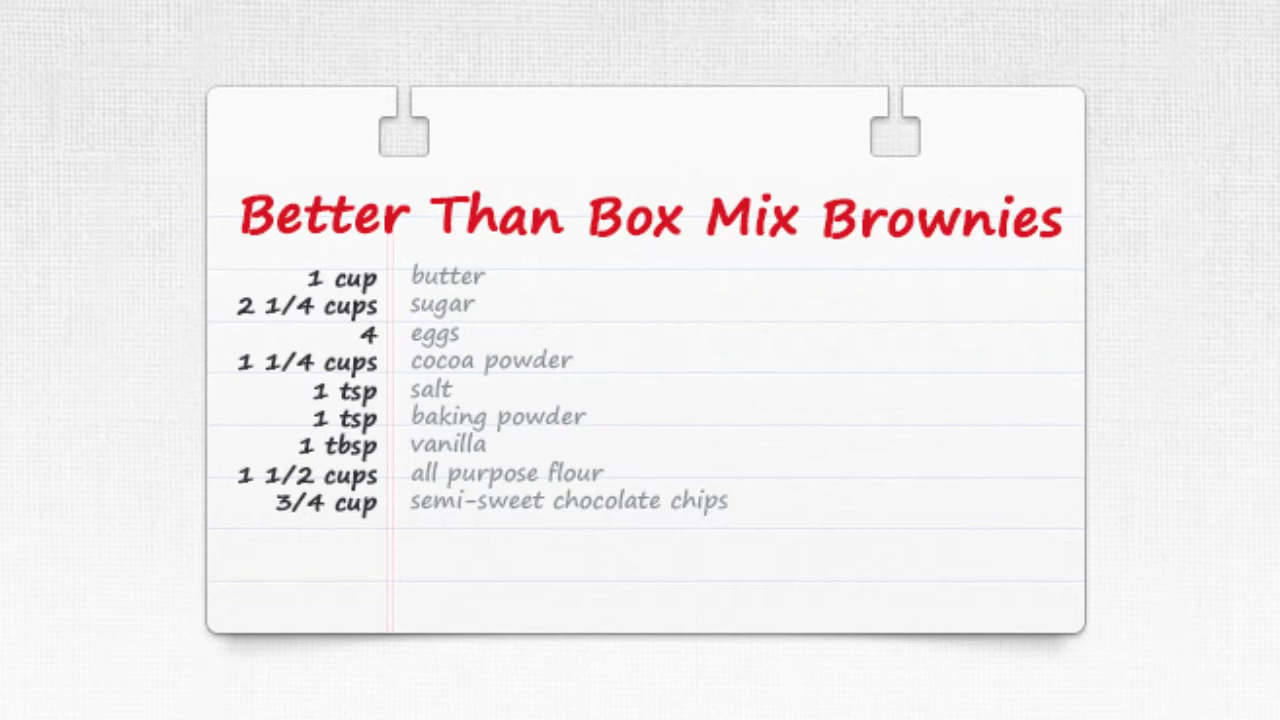 Better Than Box Mix Brownies
1 cup butter
2 1/4 cups sugar
4 eggs
1 1/4 cups cocoa powder
1 tsp salt
1 tsp baking powder
1 tbsp vanilla
1 1/2 cups all purpose flour
3/4 cup semi-sweet chocolate chips